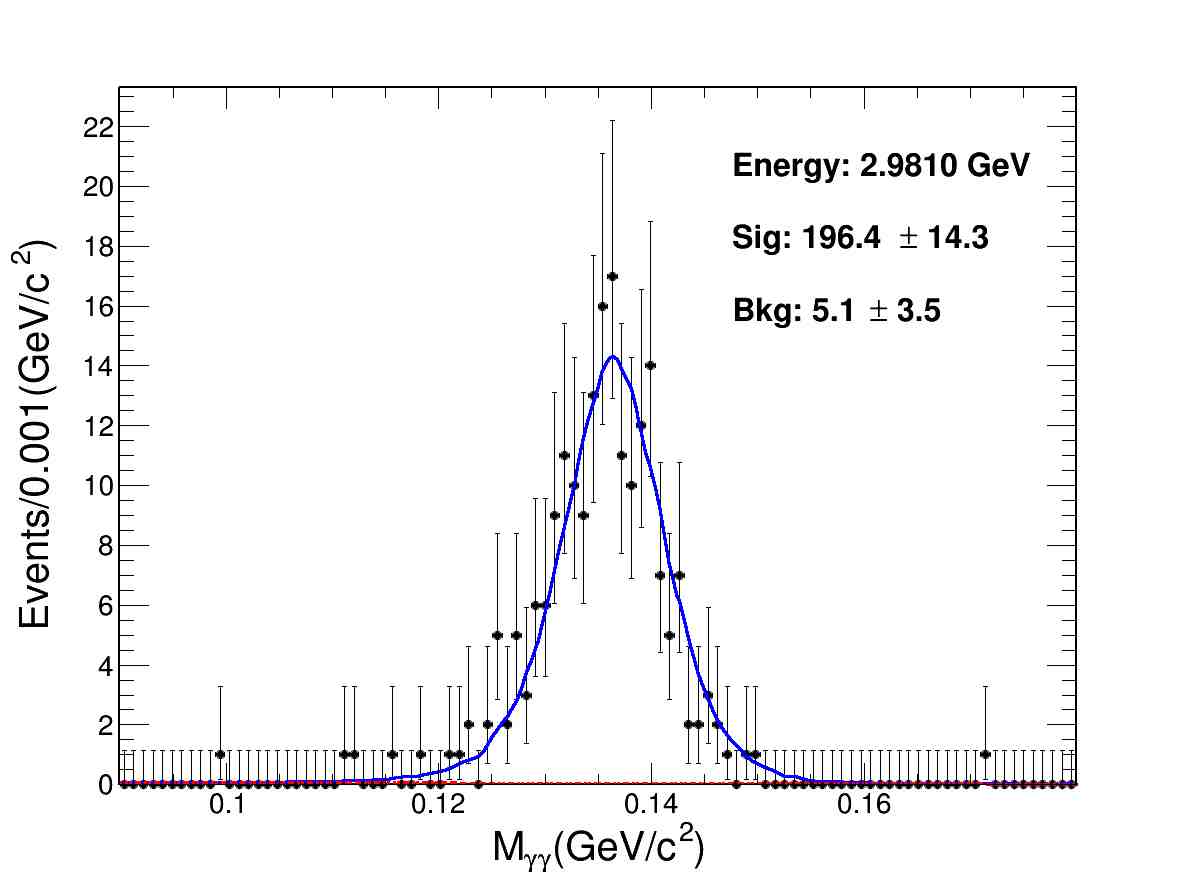 Events/0.001(GeV/c²)
22
20
18
16
14
12
10
8
6
4
2
0
Energy: 2.9810 GeV
Sig: 196.4 ± 14.3
Bkg: 5.1 ± 3.5
0.1 0.12 0.14 0.16
Mγγ(GeV/c²)